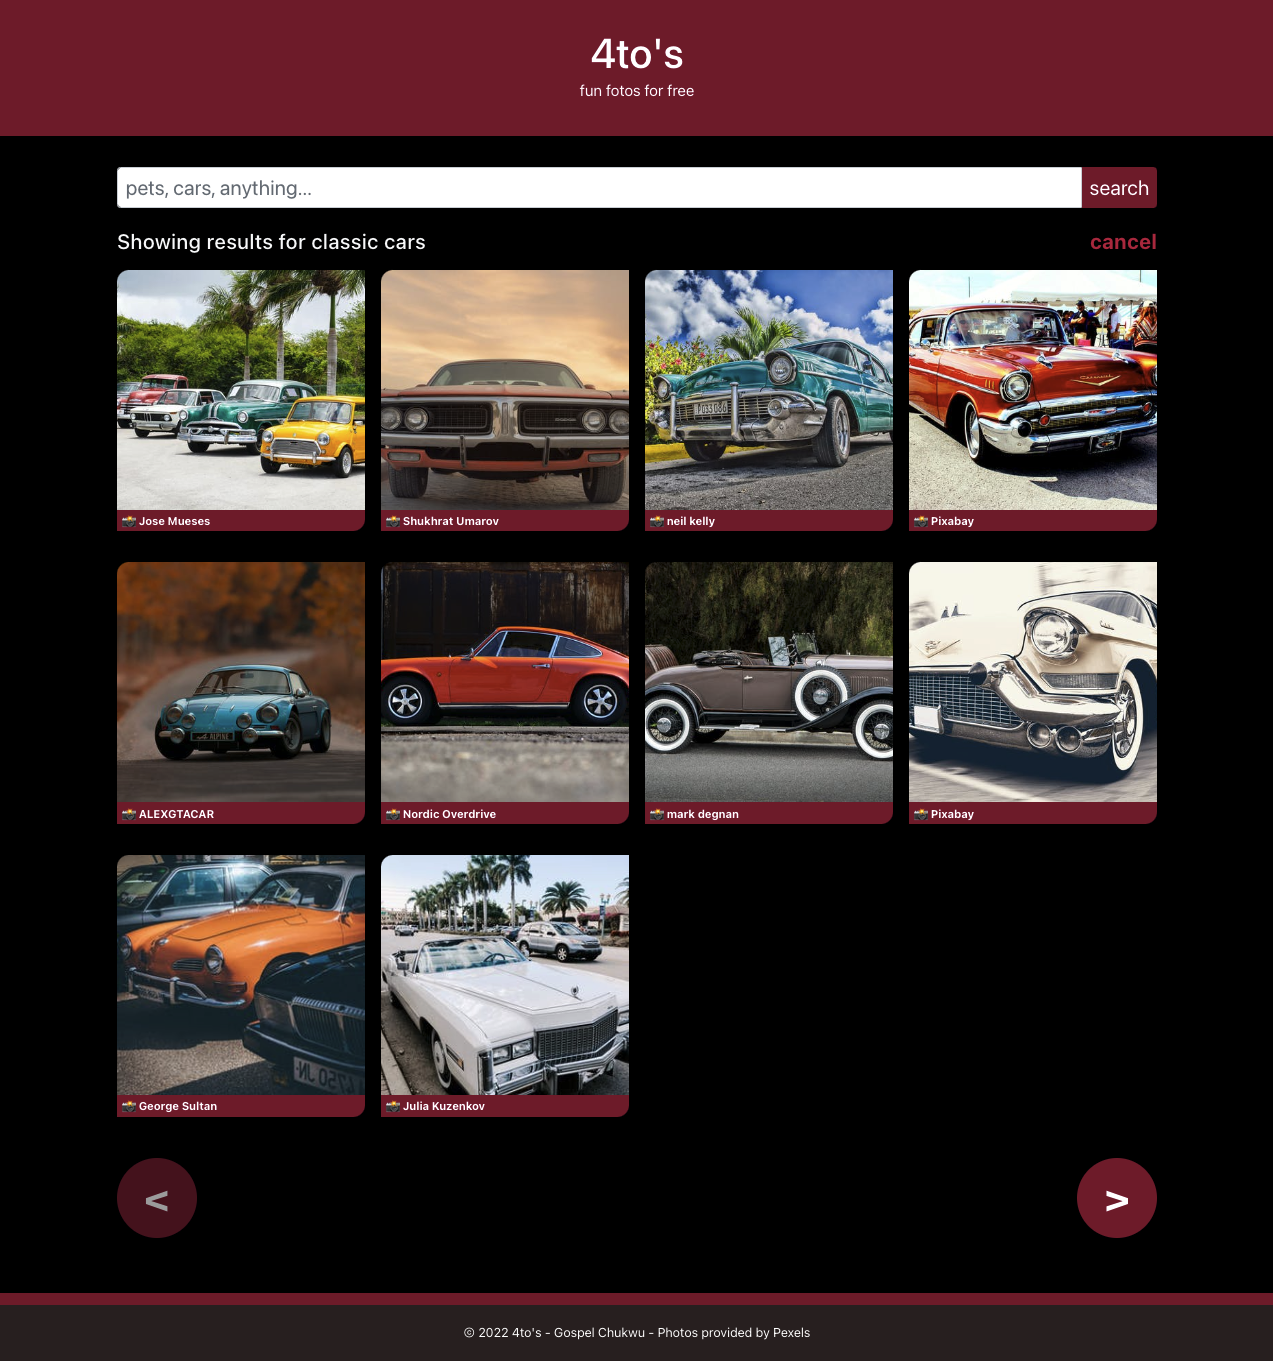 4to's
fun fotos for free
pets, cars, anything...
search
Showing results for classic cars
cancel
Jose Mueses
Shukhrat Umarov
neil kelly
Pixabay
ALPINE
ALEXGTACAR
Nordic Overdrive
mark degnan
Pixabay
George Sultan
Julia Kuzenkov
<
>
© 2022 4to's - Gospel Chukwu - Photos provided by Pexels